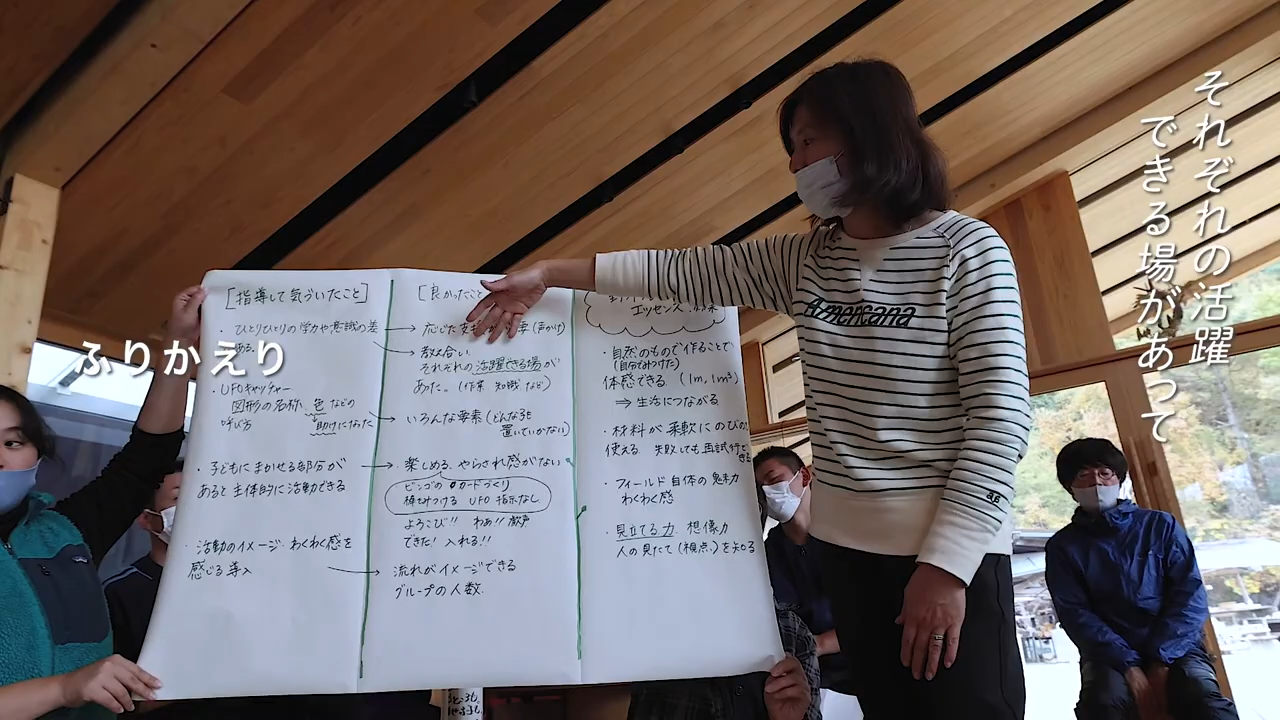 それぞれの活躍
できる場があって
ふりかえり
[指導して気づいたこと]
・ひとりひとりの学力や意識の差
がある。
・UFOキャッチャー
図形の名称、色などの
呼び方 助けになった
・子どもにまかせる部分が
あると主体的に活動できる
・活動のイメージ わくわく感を
感じる導入
[良かったこと
→ 応じた支 (声かけ)
→ 教え合い
それぞれの活躍できる場が
あった。(作業 知識 など)
→ いろんな要素 (どんな子も
置いていかない)
→ ・楽しめる、やらされ感がない
ビンゴのカードづくり
棒切つける UFO 指示なし
よろこび!! わぁ!! 歓声
できた! 入れる!!
→ 流れがイメージできる
グループの人数.
エッセンス
・自然のもので作ることで
(自分でみつけた)
体感できる (1m, 1m³)
⇒ 生活につながる
・材料が柔軟にのびのび
使える 失敗しても再試行
・フィールド自体の魅力
わくわく感
・見立てる力. 想像力
人の見たて(視点)を知る
Americana